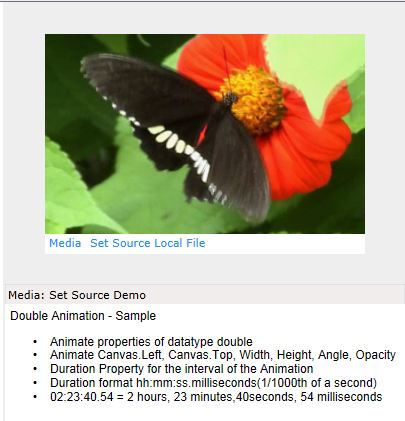 Media Set Source Local File
Media: Set Source Demo
Double Animation - Sample
• Animate properties of datatype double
• Animate Canvas.Left, Canvas.Top, Width, Height, Angle, Opacity
• Duration Property for the interval of the Animation
• Duration format hh:mm:ss.milliseconds(1/1000th of a second)
• 02:23:40.54 = 2 hours, 23 minutes,40seconds, 54 milliseconds